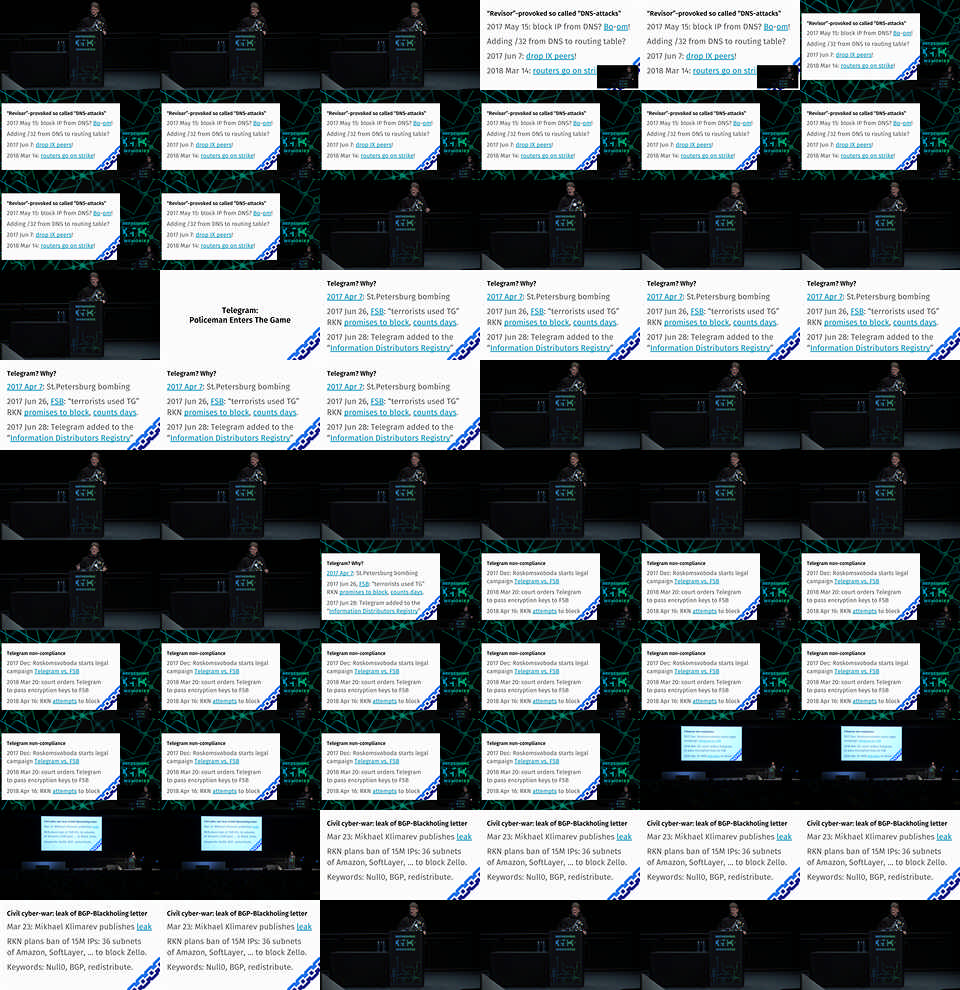 "Revisor"-provoked so called "DNS-attacks"
2017 May 15: block IP from DNS? Bo-om!
Adding /32 from DNS to routing table?
2017 Jun 7: drop IX peers!
2018 Mar 14: routers go on strike!
REFRESHING
MEMORIES
Telegram:
Policeman Enters The Game
Telegram? Why?
2017 Apr 7: St.Petersburg bombing
2017 Jun 26, FSB: "terrorists used TG"
RKN promises to block, counts days.
2017 Jun 28: Telegram added to the
"Information Distributors Registry"
Telegram non-compliance
2017 Dec: Roskomsvoboda starts legal
campaign Telegram vs. FSB
2018 Mar 20: court orders Telegram
to pass encryption keys to FSB
2018 Apr 16: RKN attempts to block
Civil cyber-war: leak of BGP-Blackholing letter
Mar 23: Mikhael Klimarev publishes leak
RKN plans ban of 15M IPs: 36 subnets
of Amazon, SoftLayer, ... to block Zello.
Keywords: Null0, BGP, redistribute.